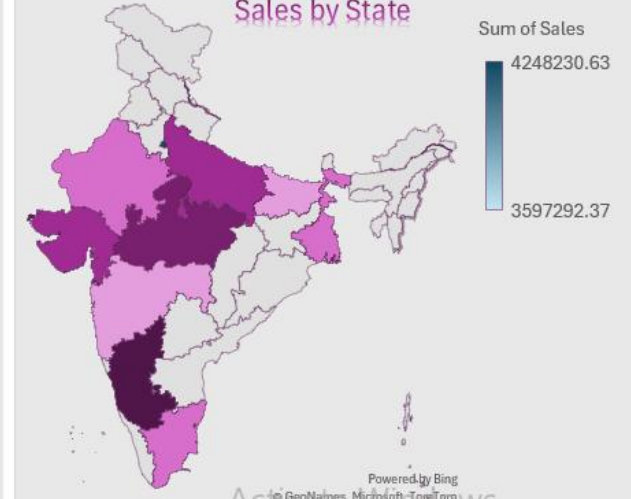 Sales by State
Sum of Sales
4248230.63
3597292.37
Powered by Bing
© GeoNames, Microsoft, TomTom